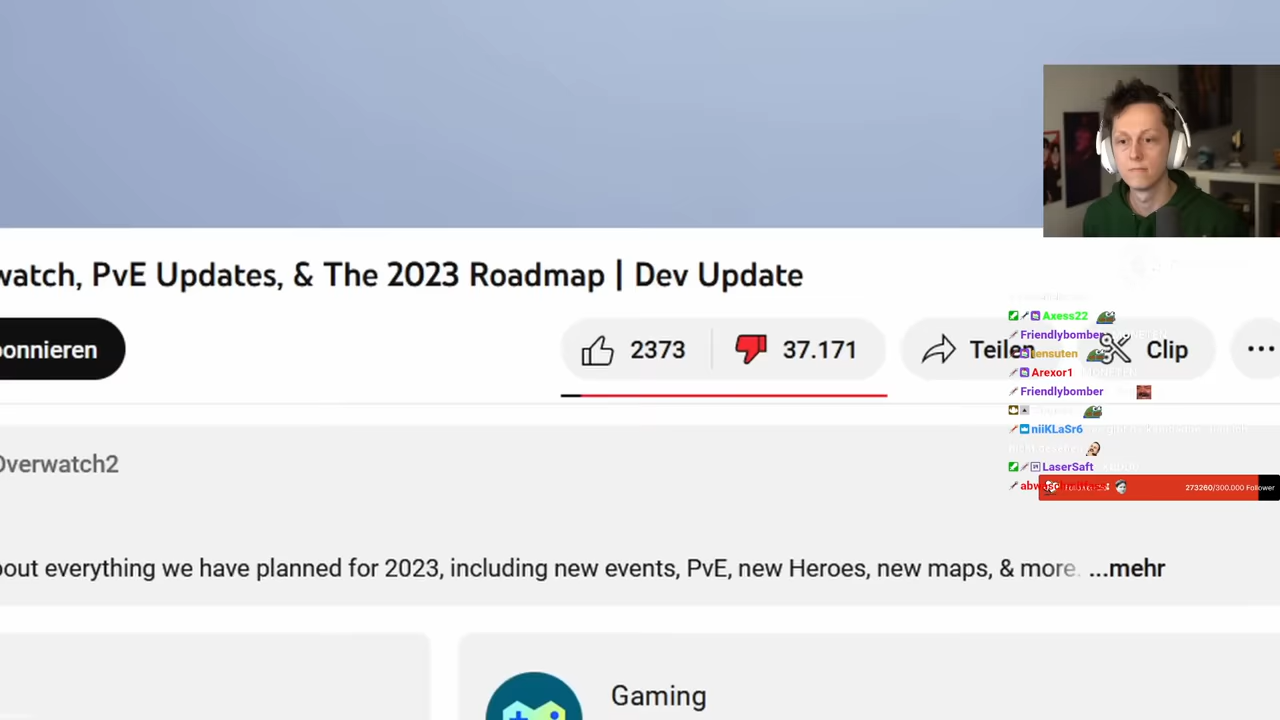 watch, PvE Updates, & The 2023 Roadmap | Dev Update
onnieren
2373
37.171
Teilen
Clip
Overwatch2
out everything we have planned for 2023, including new events, PvE, new Heroes, new maps, & more. ...mehr
Gaming
Axess22
Friendlybomber
Arexor1
Friendlybomber
niiKLaSr6
LaserSaft
273260/300.000 Follower